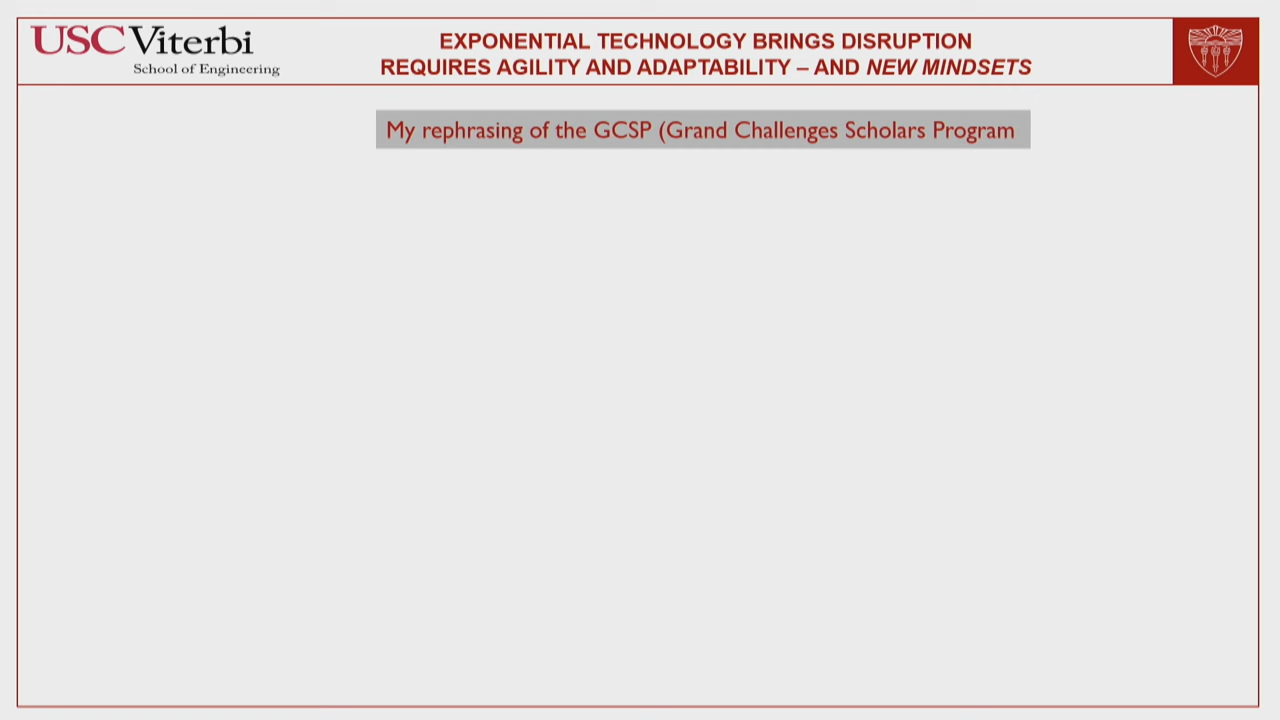 USC Viterbi
School of Engineering
EXPONENTIAL TECHNOLOGY BRINGS DISRUPTION
REQUIRES AGILITY AND ADAPTABILITY – AND NEW MINDSETS
My rephrasing of the GCSP (Grand Challenges Scholars Program